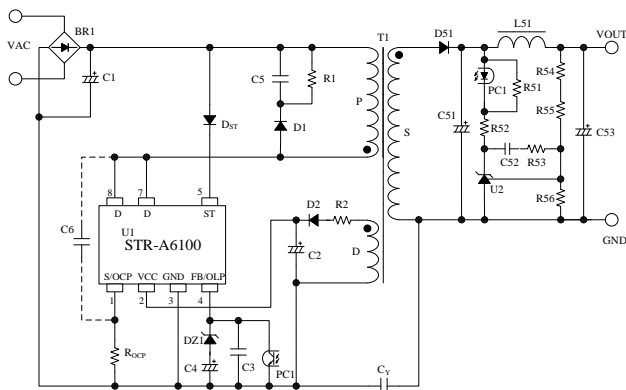 VAC
BR1
C1
C5
R1
P
T1
S
D51
L51
VOUT
PC1
R51
R54
R55
C51
R52
C53
C52
R53
U2
R56
GND
DST
D1
C6
8
7
5
D
D
ST
U1
STR-A6100
S/OCP
VCC
GND
FB/OLP
1
2
3
4
D2
R2
C2
D
ROCP
DZ1
C4
C3
PC1
CY